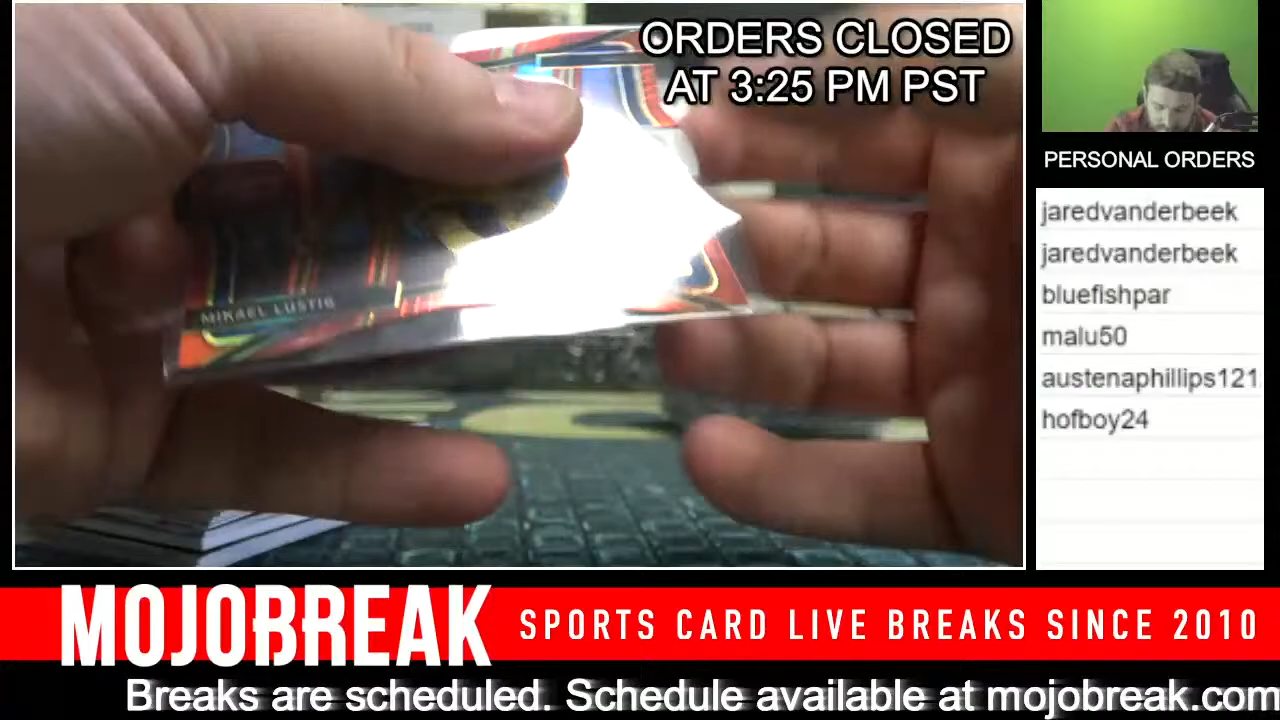 ORDERS CLOSED
AT 3:25 PM PST
PERSONAL ORDERS
jaredvanderbeek
jaredvanderbeek
bluefishpar
malu50
austenaphillips121
hofboy24
MIKAEL LUSTIG
MOJOBREAK
SPORTS CARD LIVE BREAKS SINCE 2010
Breaks are scheduled. Schedule available at mojobreak.com